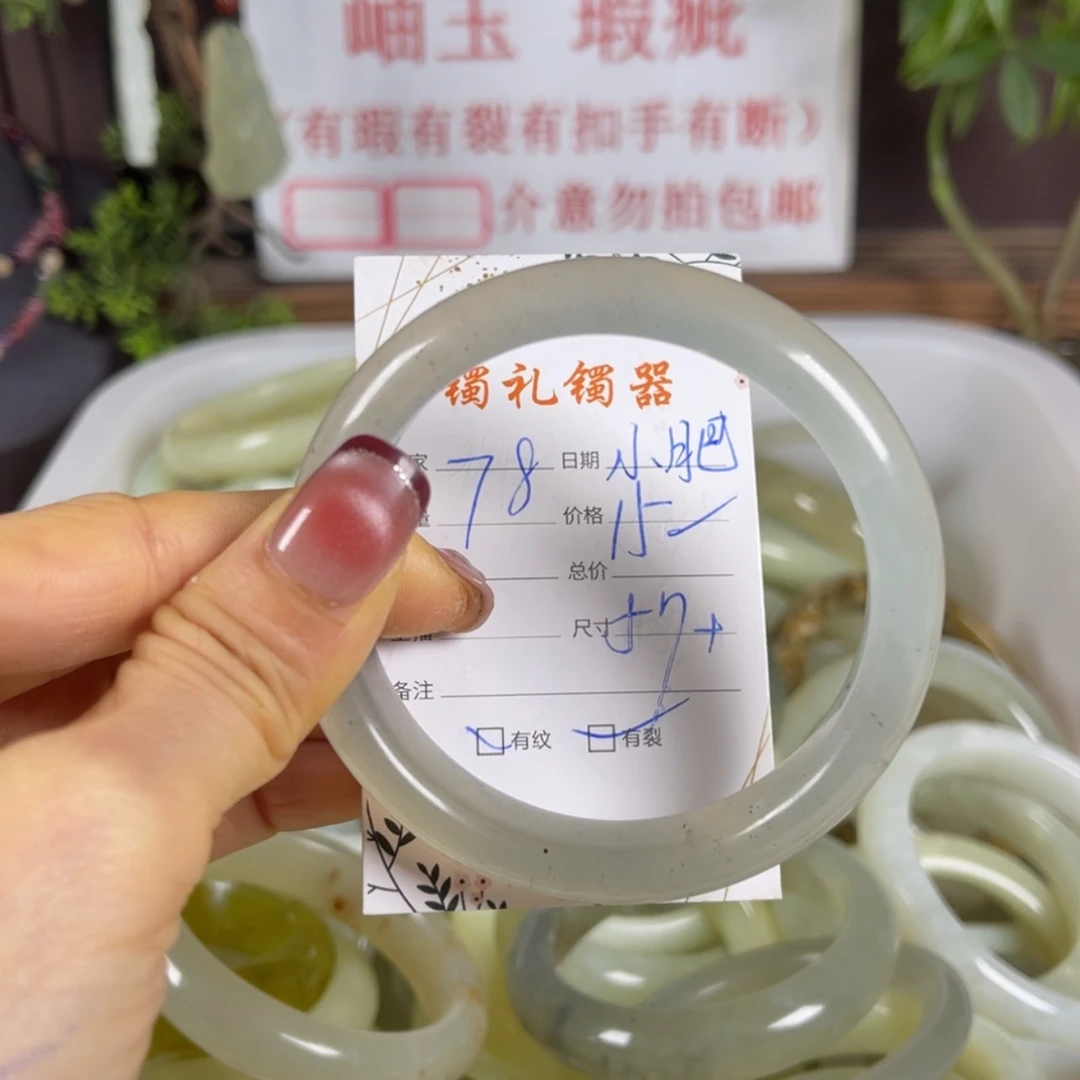 岫玉 瑕疵
（有瑕有裂有扣手有断）
介意勿拍包邮
镯礼镯器
家 78 日期 小肥
价格
总价
尺寸 57+
备注
有纹 有裂